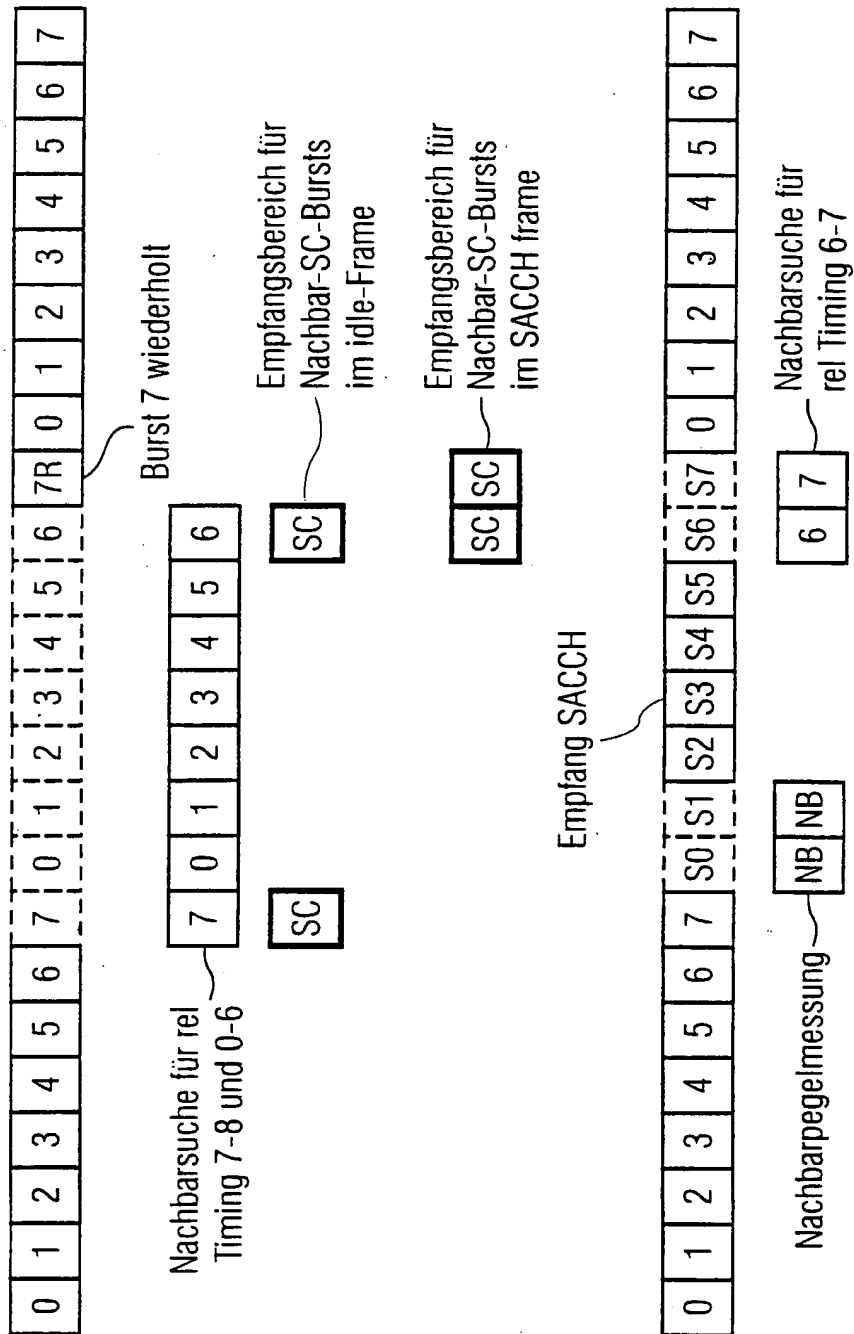 0 1 2 3 4 5 6 7 0 1 2 3 4 5 6 7R 0 1 2 3 4 5 6 7
Burst 7 wiederholt
7 0 1 2 3 4 5 6
Nachbarsuche für rel
Timing 7-8 und 0-6
SC SC
Empfangsbereich für
Nachbar-SC-Bursts
im idle-Frame
SC SC
Empfangsbereich für
Nachbar-SC-Bursts
im SACCH frame
Empfang SACCH
0 1 2 3 4 5 6 7 S0 S1 S2 S3 S4 S5 S6 S7 0 1 2 3 4 5 6 7
NB NB 6 7
Nachbarpegelmessung
Nachbarsuche für
rel Timing 6-7